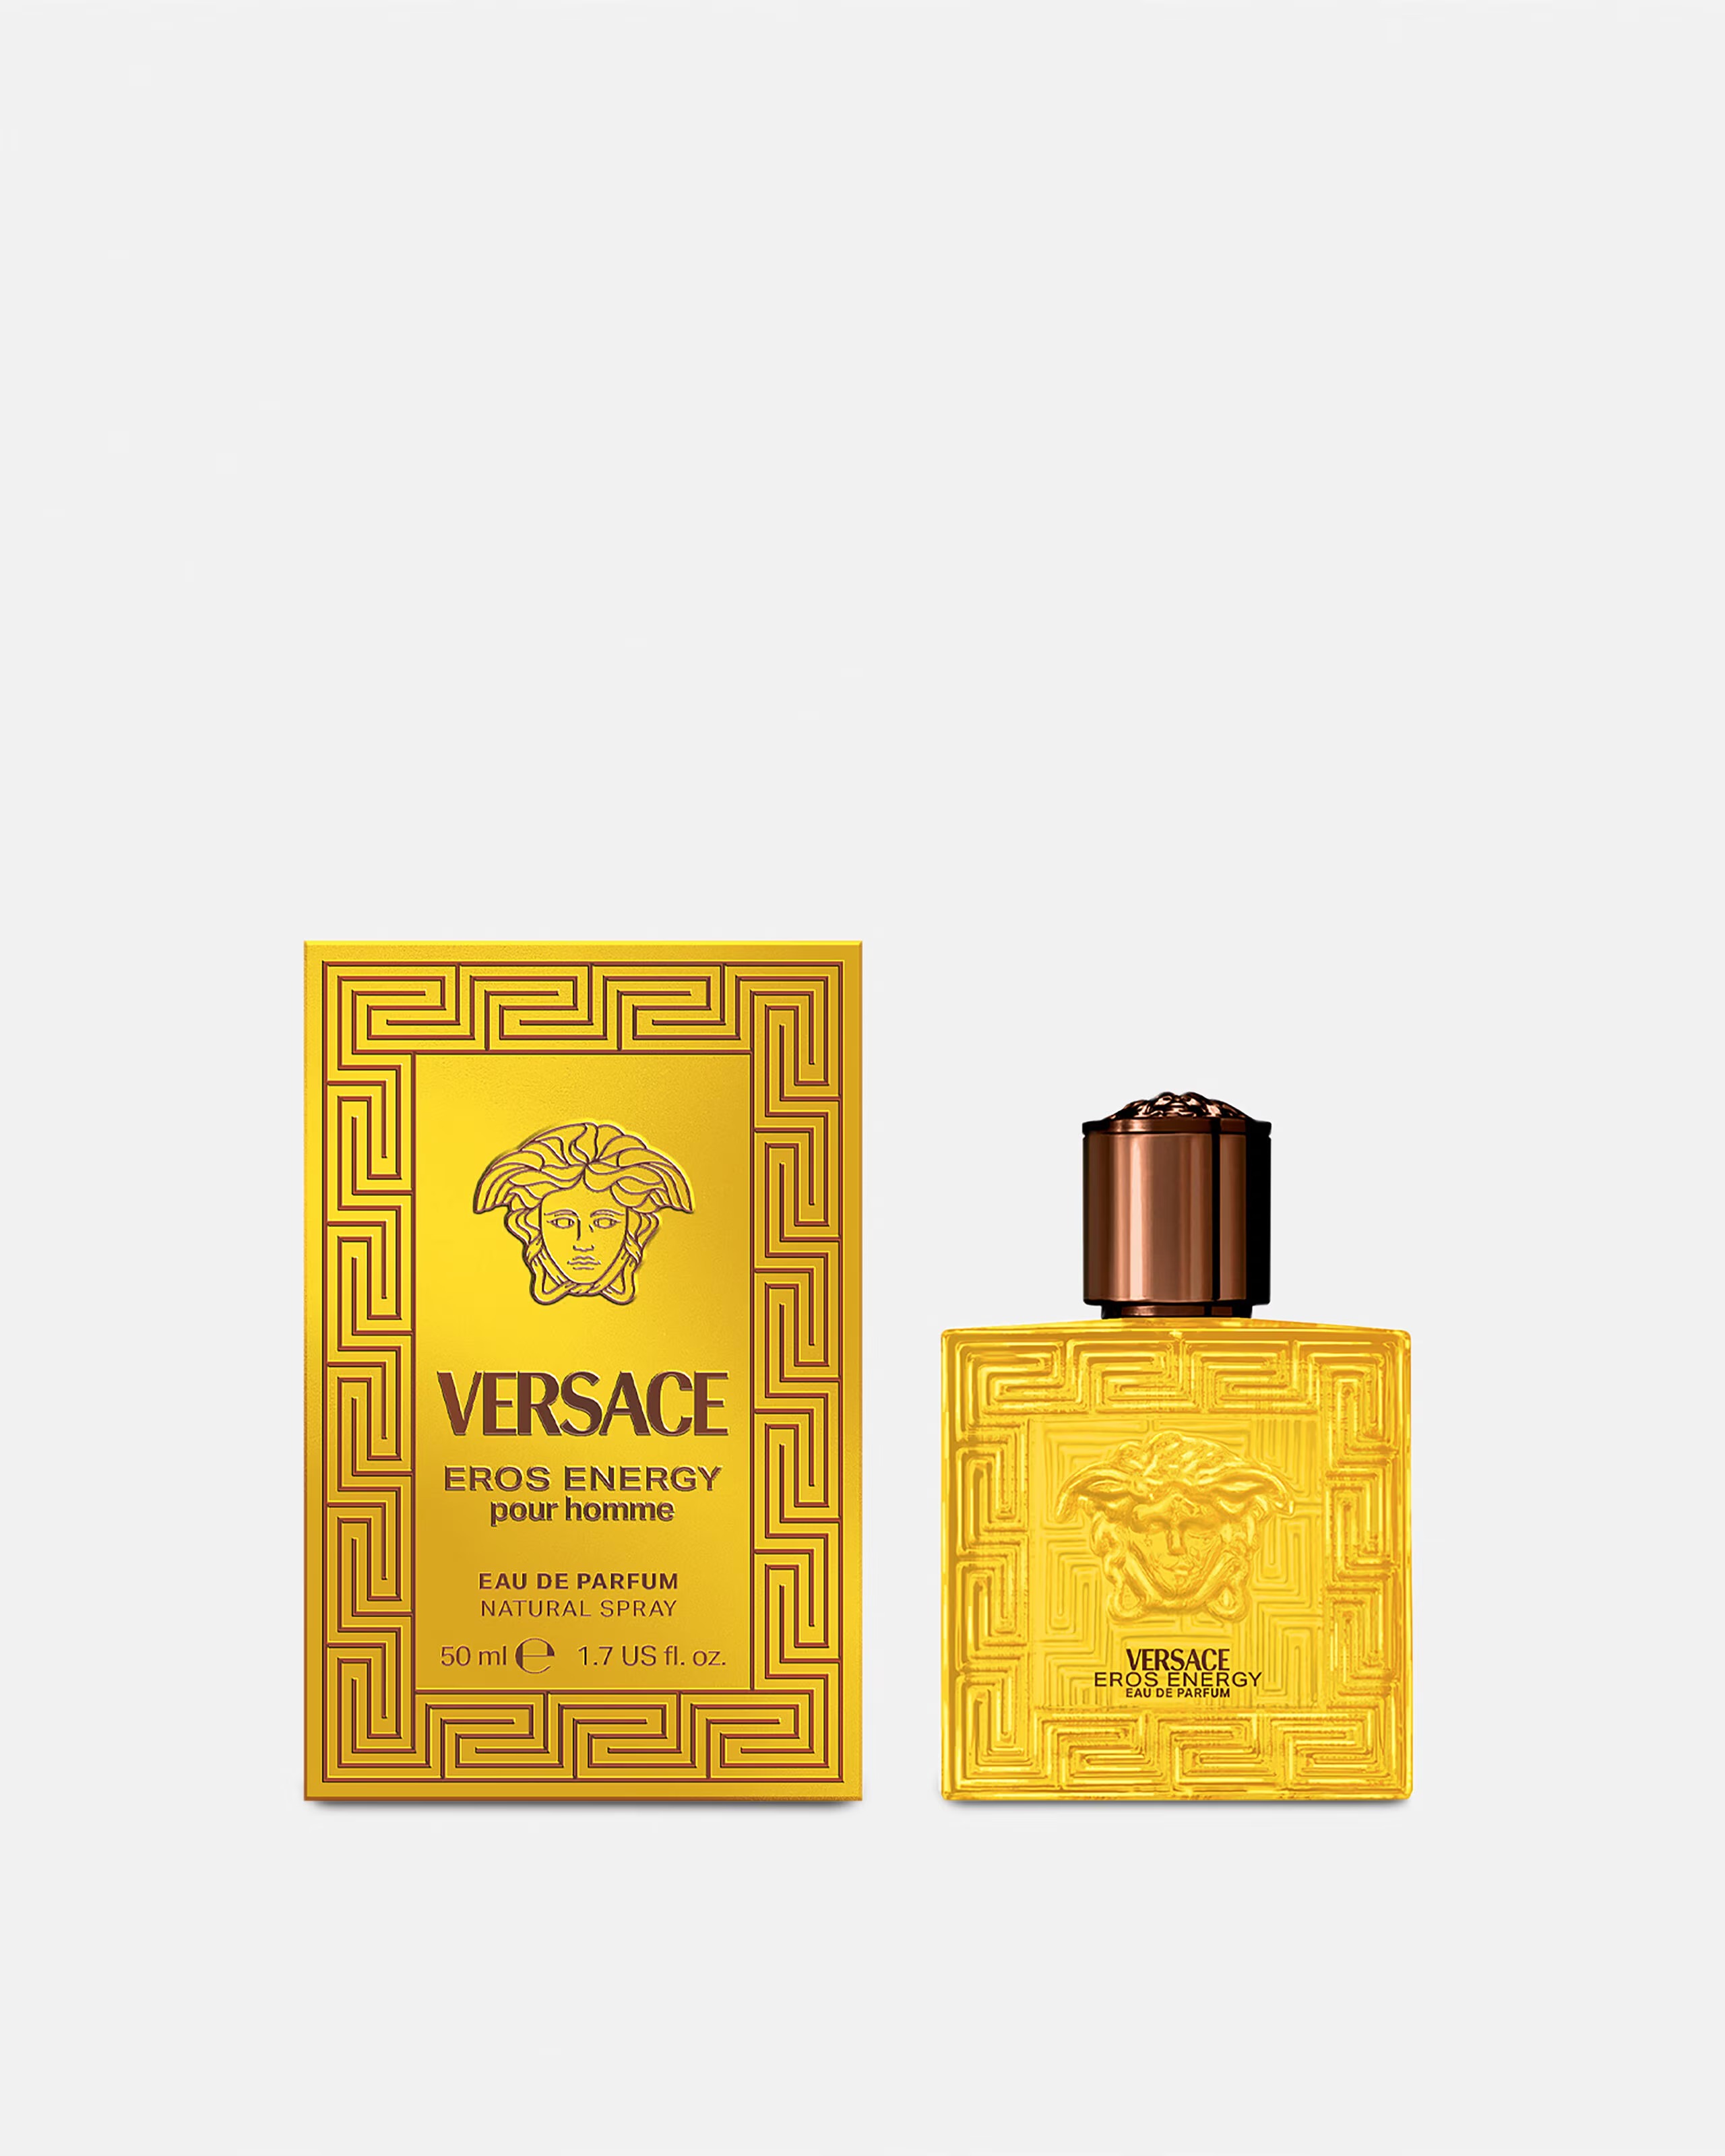 VERSACE
EROS ENERGY
pour homme
EAU DE PARFUM
NATURAL SPRAY
50 ml ℮ 1.7 US fl. oz.
VERSACE
EROS ENERGY
EAU DE PARFUM